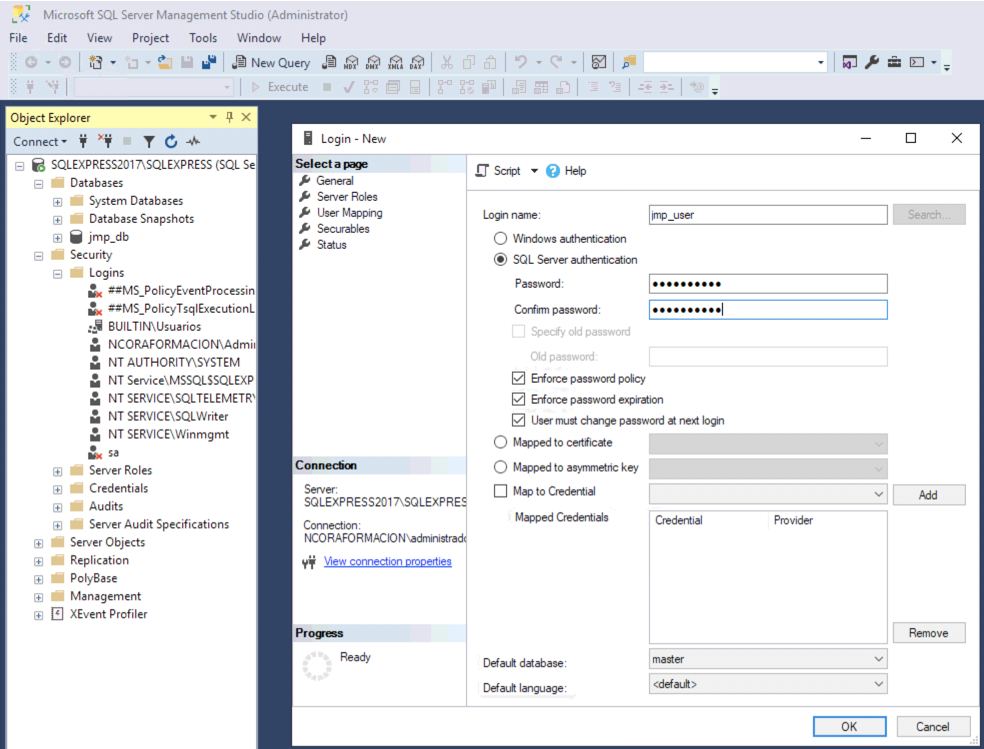 Microsoft SQL Server Management Studio (Administrator)
File Edit View Project Tools Window Help
New Query MDX DMX XMLA DAX
Execute
Object Explorer
Connect
SQLEXPRESS2017\SQLEXPRESS (SQL Se
Databases
System Databases
Database Snapshots
jmp_db
Security
Logins
##MS_PolicyEventProcessin
##MS_PolicyTsqlExecutionL
BUILTIN\Usuarios
NCORAFORMACION\Admi
NT AUTHORITY\SYSTEM
NT Service\MSSQL$SQLEXP
NT SERVICE\SQLTELEMETRY
NT SERVICE\SQLWriter
NT SERVICE\Winmgmt
sa
Server Roles
Credentials
Audits
Server Audit Specifications
Server Objects
Replication
PolyBase
Management
XEvent Profiler
Login - New
Select a page
General
Server Roles
User Mapping
Securables
Status
Connection
Server:
SQLEXPRESS2017\SQLEXPRES
Connection:
NCORAFORMACION\administrado
View connection properties
Progress
Ready
Script Help
Login name: jmp_user Search...
Windows authentication
SQL Server authentication
Password: ●●●●●●●●●●
Confirm password: ●●●●●●●●●●
Specify old password
Old password:
Enforce password policy
Enforce password expiration
User must change password at next login
Mapped to certificate
Mapped to asymmetric key
Map to Credential Add
Mapped Credentials Credential Provider
Remove
Default database: master
Default language: <default>
OK Cancel